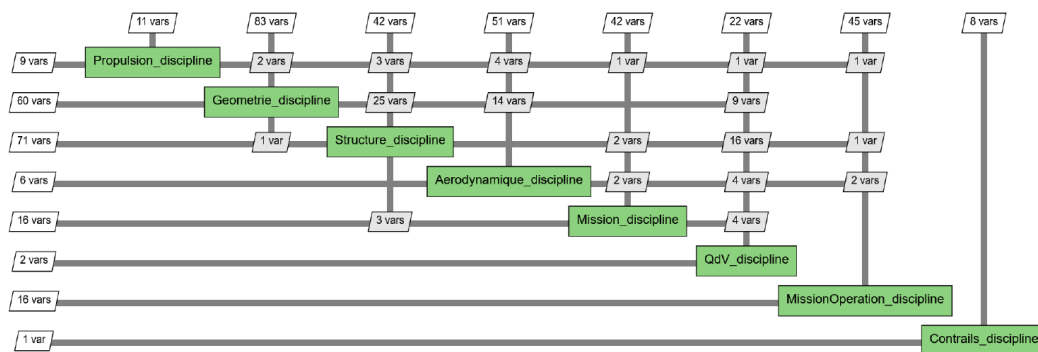 11 vars 83 vars 42 vars 51 vars 42 vars 22 vars 45 vars 8 vars
9 vars Propulsion_discipline 2 vars 3 vars 4 vars 1 var 1 var 1 var
60 vars Geometrie_discipline 25 vars 14 vars 9 vars
71 vars 1 var Structure_discipline 2 vars 16 vars 1 var
6 vars Aerodynamique_discipline 2 vars 4 vars 2 vars
16 vars 3 vars Mission_discipline 4 vars
2 vars QdV_discipline
16 vars MissionOperation_discipline
1 var Contrails_discipline